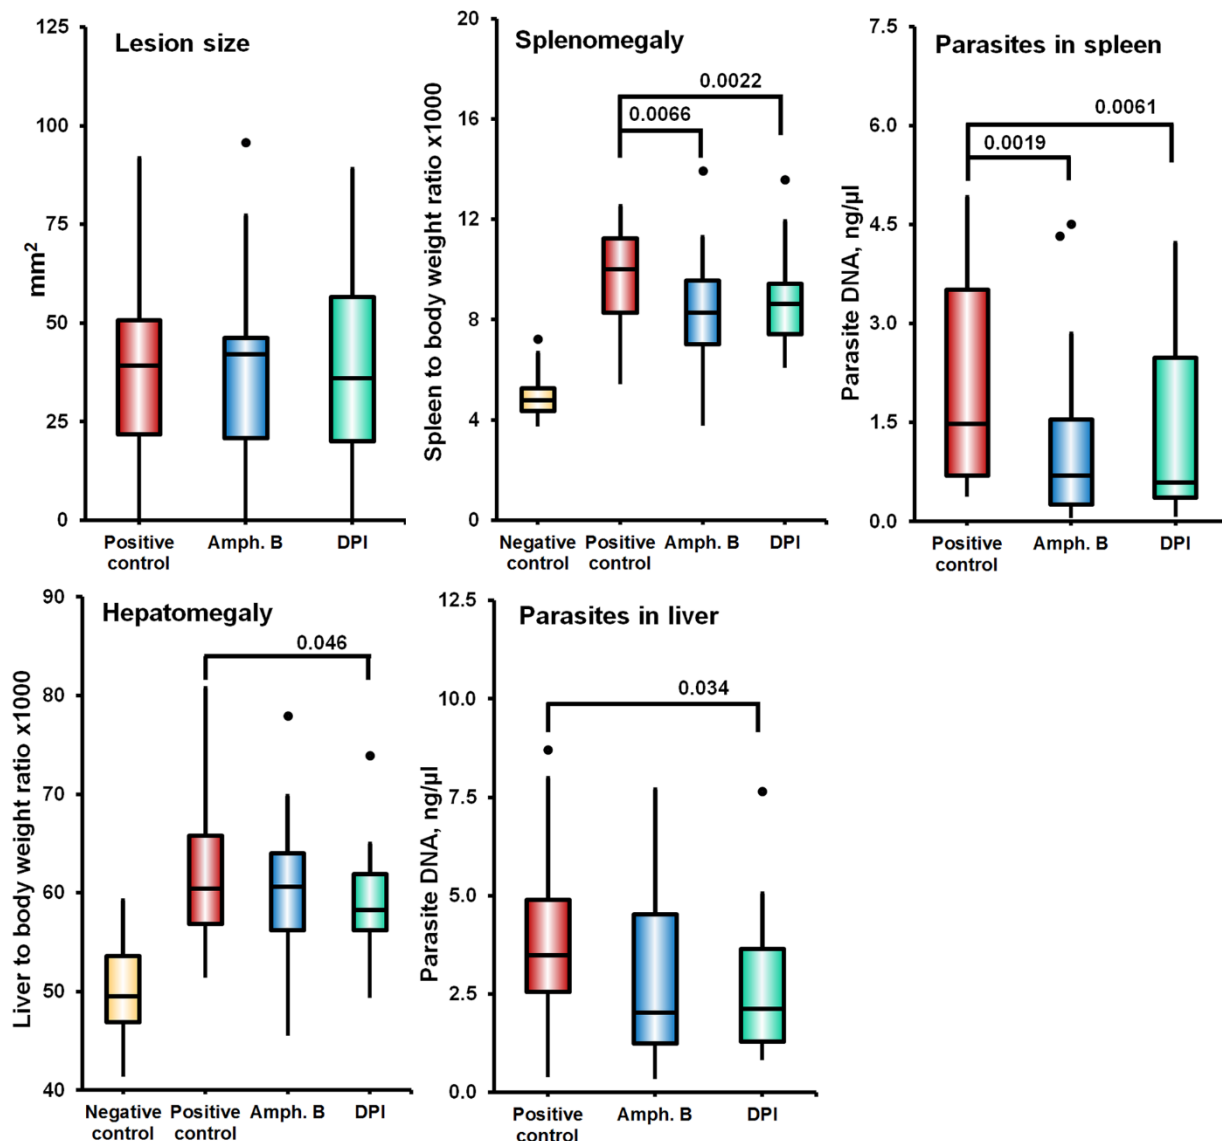 Lesion size
mm²
125
100
75
50
25
0
Positive control
Amph. B
DPI
Splenomegaly
Spleen to body weight ratio x1000
20
16
12
8
4
0
0.0022
0.0066
Negative control
Positive control
Amph. B
DPI
Parasites in spleen
Parasite DNA, ng/µl
7.5
6.0
4.5
3.0
1.5
0.0
0.0061
0.0019
Positive control
Amph. B
DPI
Hepatomegaly
Liver to body weight ratio x1000
90
80
70
60
50
40
0.046
Negative control
Positive control
Amph. B
DPI
Parasites in liver
Parasite DNA, ng/µl
12.5
10.0
7.5
5.0
2.5
0.0
0.034
Positive control
Amph. B
DPI